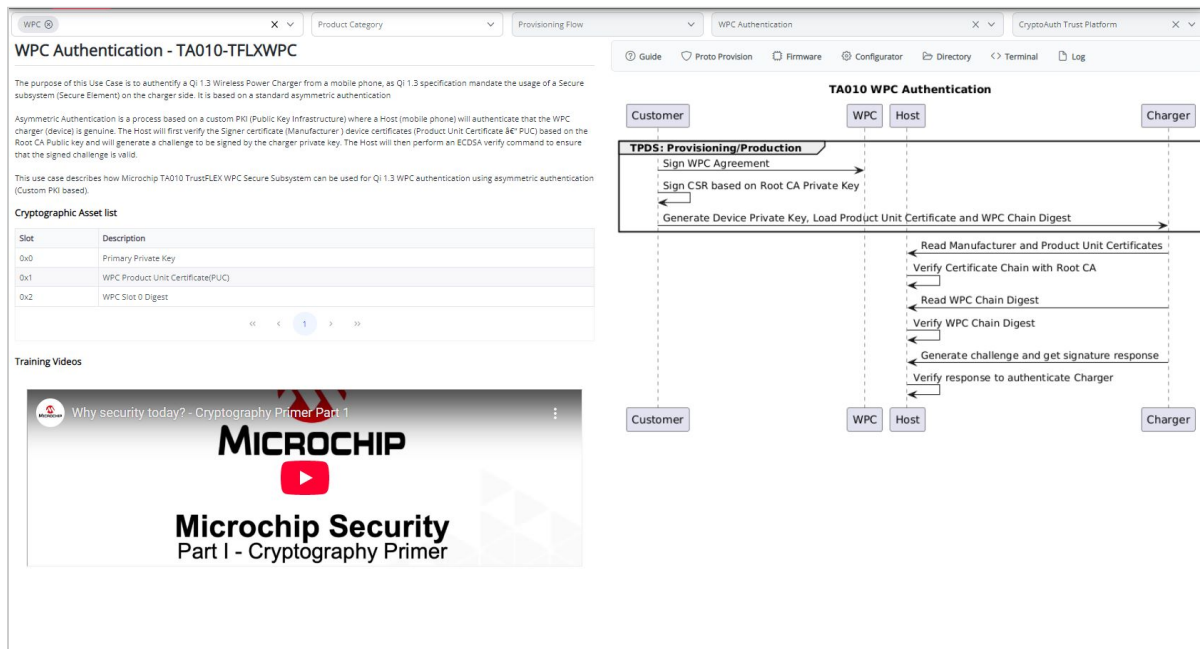 WPC
Product Category
Provisioning Flow
WPC Authentication
CryptoAuth Trust Platform
WPC Authentication - TA010-TFLXWPC
The purpose of this Use Case is to authentify a Qi 1.3 Wireless Power Charger from a mobile phone, as Qi 1.3 specification mandate the usage of a Secure
subsystem (Secure Element) on the charger side. It is based on a standard asymmetric authentication
Asymmetric Authentication is a process based on a custom PKI (Public Key Infrastructure) where a Host (mobile phone) will authenticate that the WPC
charger (device) is genuine. The Host will first verify the Signer certificate (Manufacturer ) device certificates (Product Unit Certificate â€“ PUC) based on the
Root CA Public key and will generate a challenge to be signed by the charger private key. The Host will then perform an ECDSA verify command to ensure
that the signed challenge is valid.
This use case describes how Microchip TA010 TrustFLEX WPC Secure Subsystem can be used for Qi 1.3 WPC authentication using asymmetric authentication
(Custom PKI based).
Cryptographic Asset list
Slot Description
0x0 Primary Private Key
0x1 WPC Product Unit Certificate(PUC)
0x2 WPC Slot 0 Digest
« ‹ 1 › »
Training Videos
MICROCHIP
Why security today? - Cryptography Primer Part 1
MICROCHIP
Microchip Security
Part I - Cryptography Primer
Guide
Proto Provision
Firmware
Configurator
Directory
Terminal
Log
TA010 WPC Authentication
Customer WPC Host Charger
TPDS: Provisioning/Production
Sign WPC Agreement
Sign CSR based on Root CA Private Key
Generate Device Private Key, Load Product Unit Certificate and WPC Chain Digest
Read Manufacturer and Product Unit Certificates
Verify Certificate Chain with Root CA
Read WPC Chain Digest
Verify WPC Chain Digest
Generate challenge and get signature response
Verify response to authenticate Charger
Customer WPC Host Charger